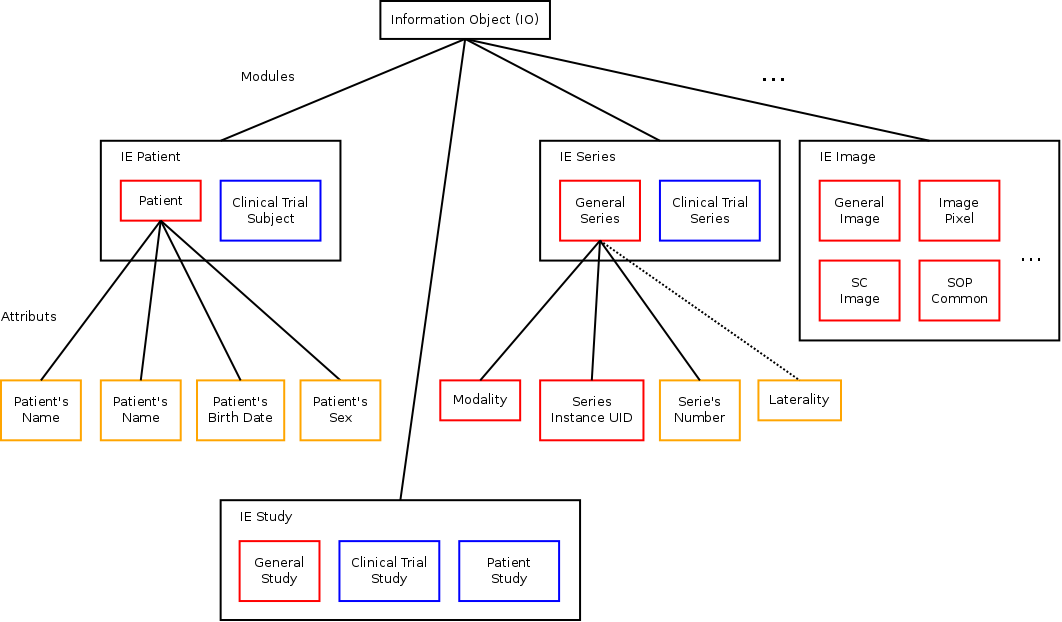 Information Object (IO)
Modules
...
IE Patient
Patient
Clinical Trial
Subject
IE Series
General
Series
Clinical Trial
Series
IE Image
General
Image
Image
Pixel
...
SC
Image
SOP
Common
Attributs
Patient's
Name
Patient's
Name
Patient's
Birth Date
Patient's
Sex
Modality
Series
Instance UID
Serie's
Number
Laterality
IE Study
General
Study
Clinical Trial
Study
Patient
Study